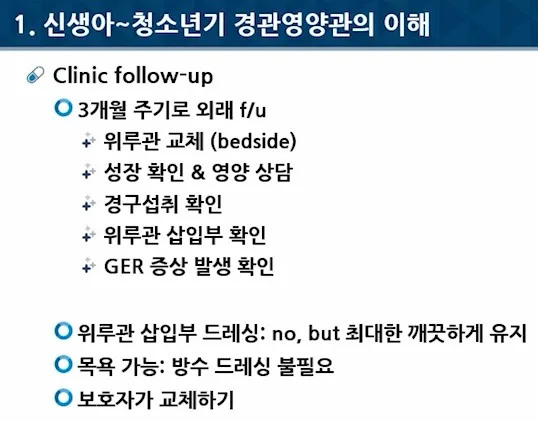 1. 신생아~청소년기 경관영양관의 이해
Clinic follow-up
3개월 주기로 외래 f/u
위루관 교체 (bedside)
성장 확인 & 영양 상담
경구섭취 확인
위루관 삽입부 확인
GER 증상 발생 확인
위루관 삽입부 드레싱: no, but 최대한 깨끗하게 유지
목욕 가능: 방수 드레싱 불필요
보호자가 교체하기